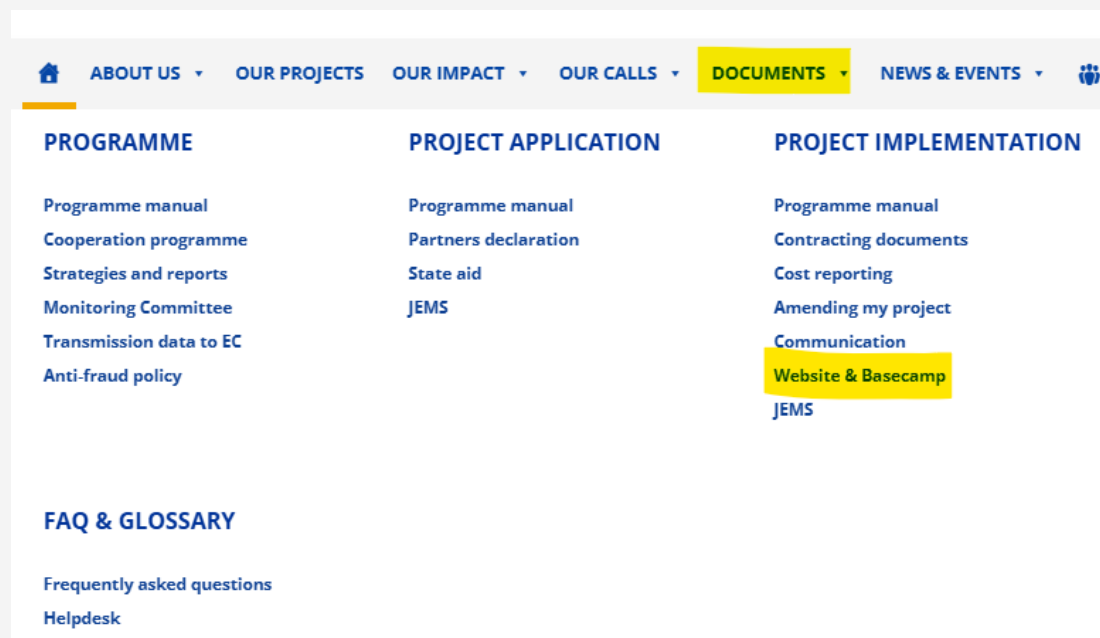 ABOUT US OUR PROJECTS OUR IMPACT OUR CALLS DOCUMENTS NEWS & EVENTS
PROGRAMME
Programme manual
Cooperation programme
Strategies and reports
Monitoring Committee
Transmission data to EC
Anti-fraud policy
PROJECT APPLICATION
Programme manual
Partners declaration
State aid
JEMS
PROJECT IMPLEMENTATION
Programme manual
Contracting documents
Cost reporting
Amending my project
Communication
Website & Basecamp
JEMS
FAQ & GLOSSARY
Frequently asked questions
Helpdesk